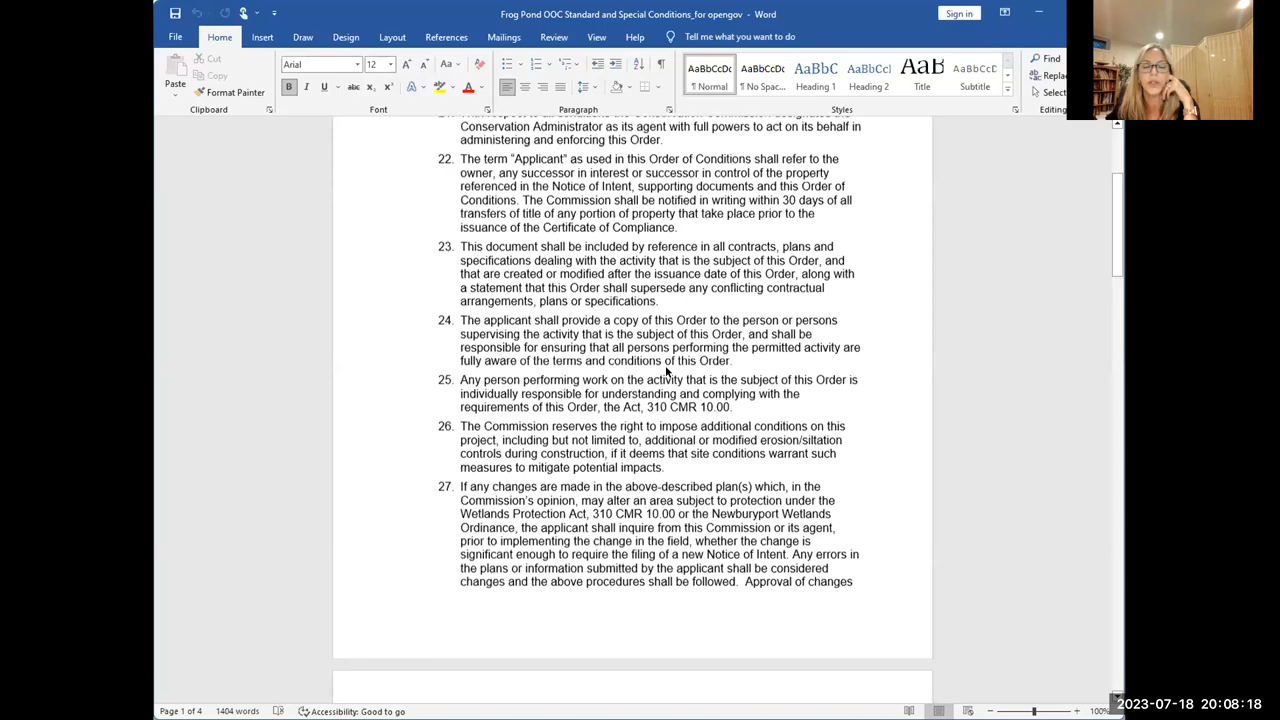 Frog Pond OOC Standard and Special Conditions_for opengov - Word
Sign in
File Home Insert Draw Design Layout References Mailings Review View Help Tell me what you want to do
Cut
Copy
Format Painter
Paste
Clipboard
Arial 12
Font
Paragraph
AaBbCcDc AaBbCcDc AaBbC AaBbCcl AaB AaBbCcD
¶ Normal ¶ No Spac... Heading 1 Heading 2 Title Subtitle
Styles
Find
Replace
Select
Editing
Conservation Administrator as its agent with full powers to act on its behalf in
administering and enforcing this Order.
22. The term “Applicant” as used in this Order of Conditions shall refer to the
owner, any successor in interest or successor in control of the property
referenced in the Notice of Intent, supporting documents and this Order of
Conditions. The Commission shall be notified in writing within 30 days of all
transfers of title of any portion of property that take place prior to the
issuance of the Certificate of Compliance.
23. This document shall be included by reference in all contracts, plans and
specifications dealing with the activity that is the subject of this Order, and
that are created or modified after the issuance date of this Order, along with
a statement that this Order shall supersede any conflicting contractual
arrangements, plans or specifications.
24. The applicant shall provide a copy of this Order to the person or persons
supervising the activity that is the subject of this Order, and shall be
responsible for ensuring that all persons performing the permitted activity are
fully aware of the terms and conditions of this Order.
25. Any person performing work on the activity that is the subject of this Order is
individually responsible for understanding and complying with the
requirements of this Order, the Act, 310 CMR 10.00.
26. The Commission reserves the right to impose additional conditions on this
project, including but not limited to, additional or modified erosion/siltation
controls during construction, if it deems that site conditions warrant such
measures to mitigate potential impacts.
27. If any changes are made in the above-described plan(s) which, in the
Commission’s opinion, may alter an area subject to protection under the
Wetlands Protection Act, 310 CMR 10.00 or the Newburyport Wetlands
Ordinance, the applicant shall inquire from this Commission or its agent,
prior to implementing the change in the field, whether the change is
significant enough to require the filing of a new Notice of Intent. Any errors in
the plans or information submitted by the applicant shall be considered
changes and the above procedures shall be followed. Approval of changes
Page 1 of 4 1404 words Accessibility: Good to go 100%
2023-07-18 20:08:18